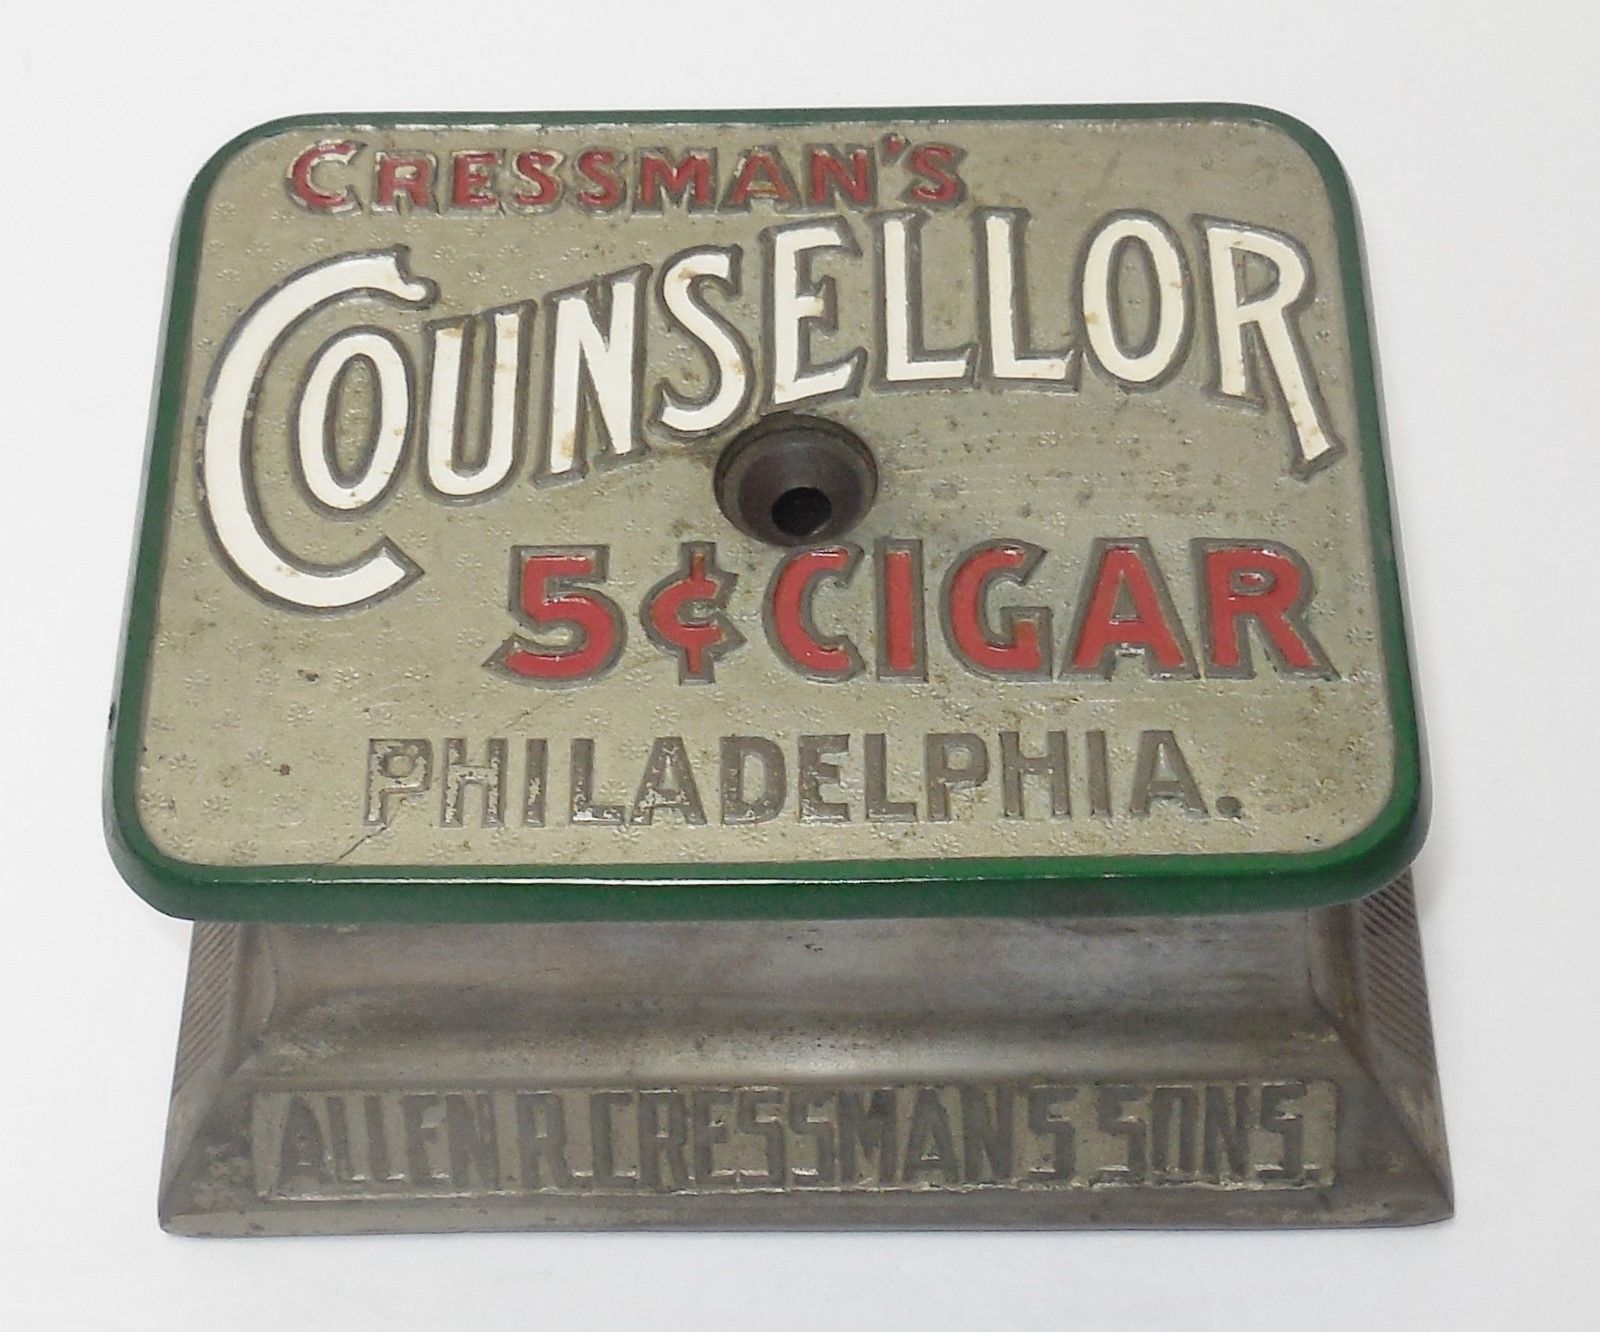 CRESSMAN'S
COUNSELLOR
5¢ CIGAR
PHILADELPHIA.
ALLEN R. CRESSMAN'S SONS.